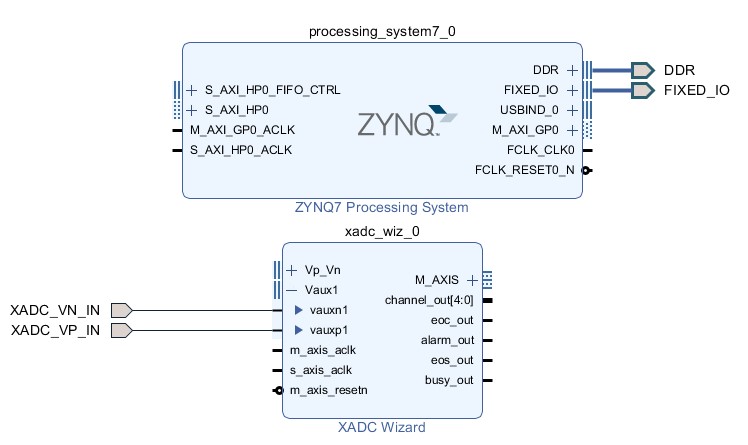 processing_system7_0
DDR
DDR
S_AXI_HP0_FIFO_CTRL
FIXED_IO
FIXED_IO
S_AXI_HP0
USBIND_0
M_AXI_GP0_ACLK
ZYNQ
M_AXI_GP0
S_AXI_HP0_ACLK
FCLK_CLK0
FCLK_RESET0_N
ZYNQ7 Processing System
xadc_wiz_0
Vp_Vn
M_AXIS
Vaux1
channel_out[4:0]
XADC_VN_IN
vauxn1
eoc_out
XADC_VP_IN
vauxp1
alarm_out
m_axis_aclk
eos_out
s_axis_aclk
busy_out
m_axis_resetn
XADC Wizard